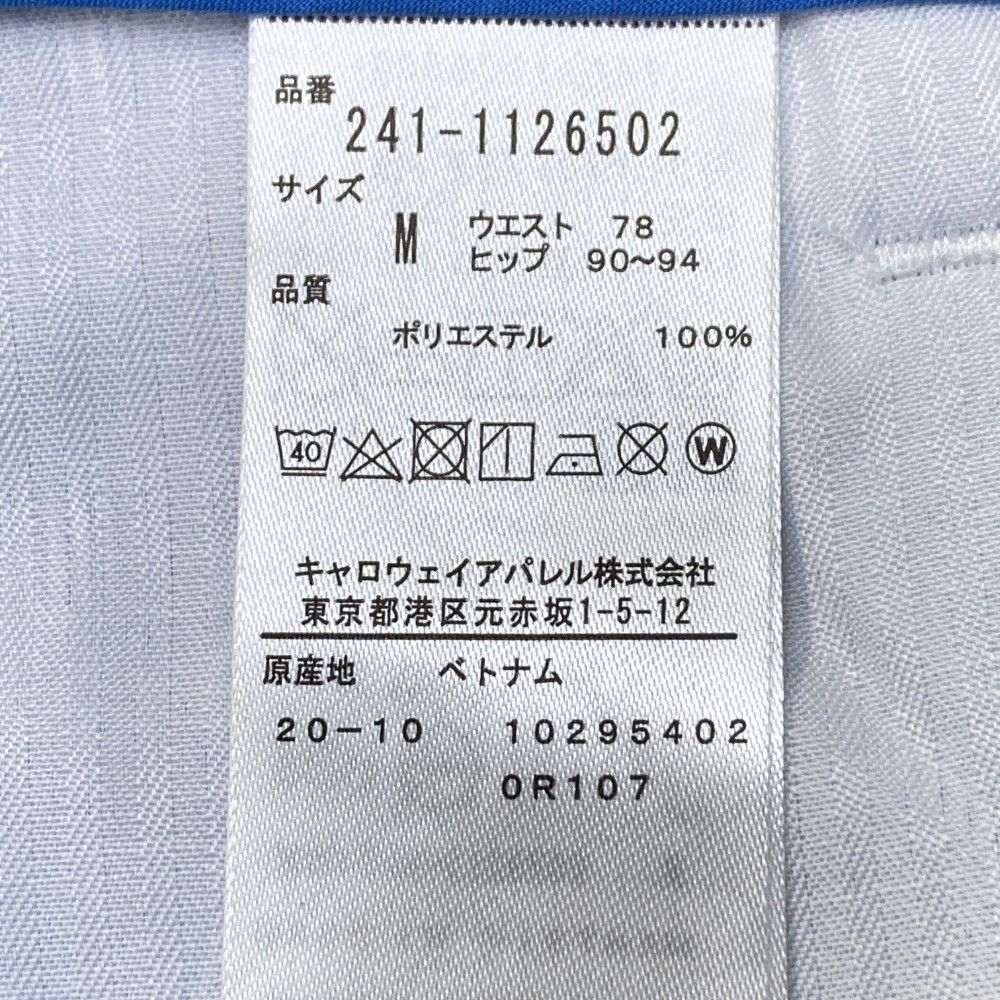 品番
241-1126502
サイズ
M ウエスト 78
ヒップ 90~94
品質
ポリエステル 100%
40 W
キャロウェイアパレル株式会社
東京都港区元赤坂1-5-12
原産地 ベトナム
20-10 10295402
0R107